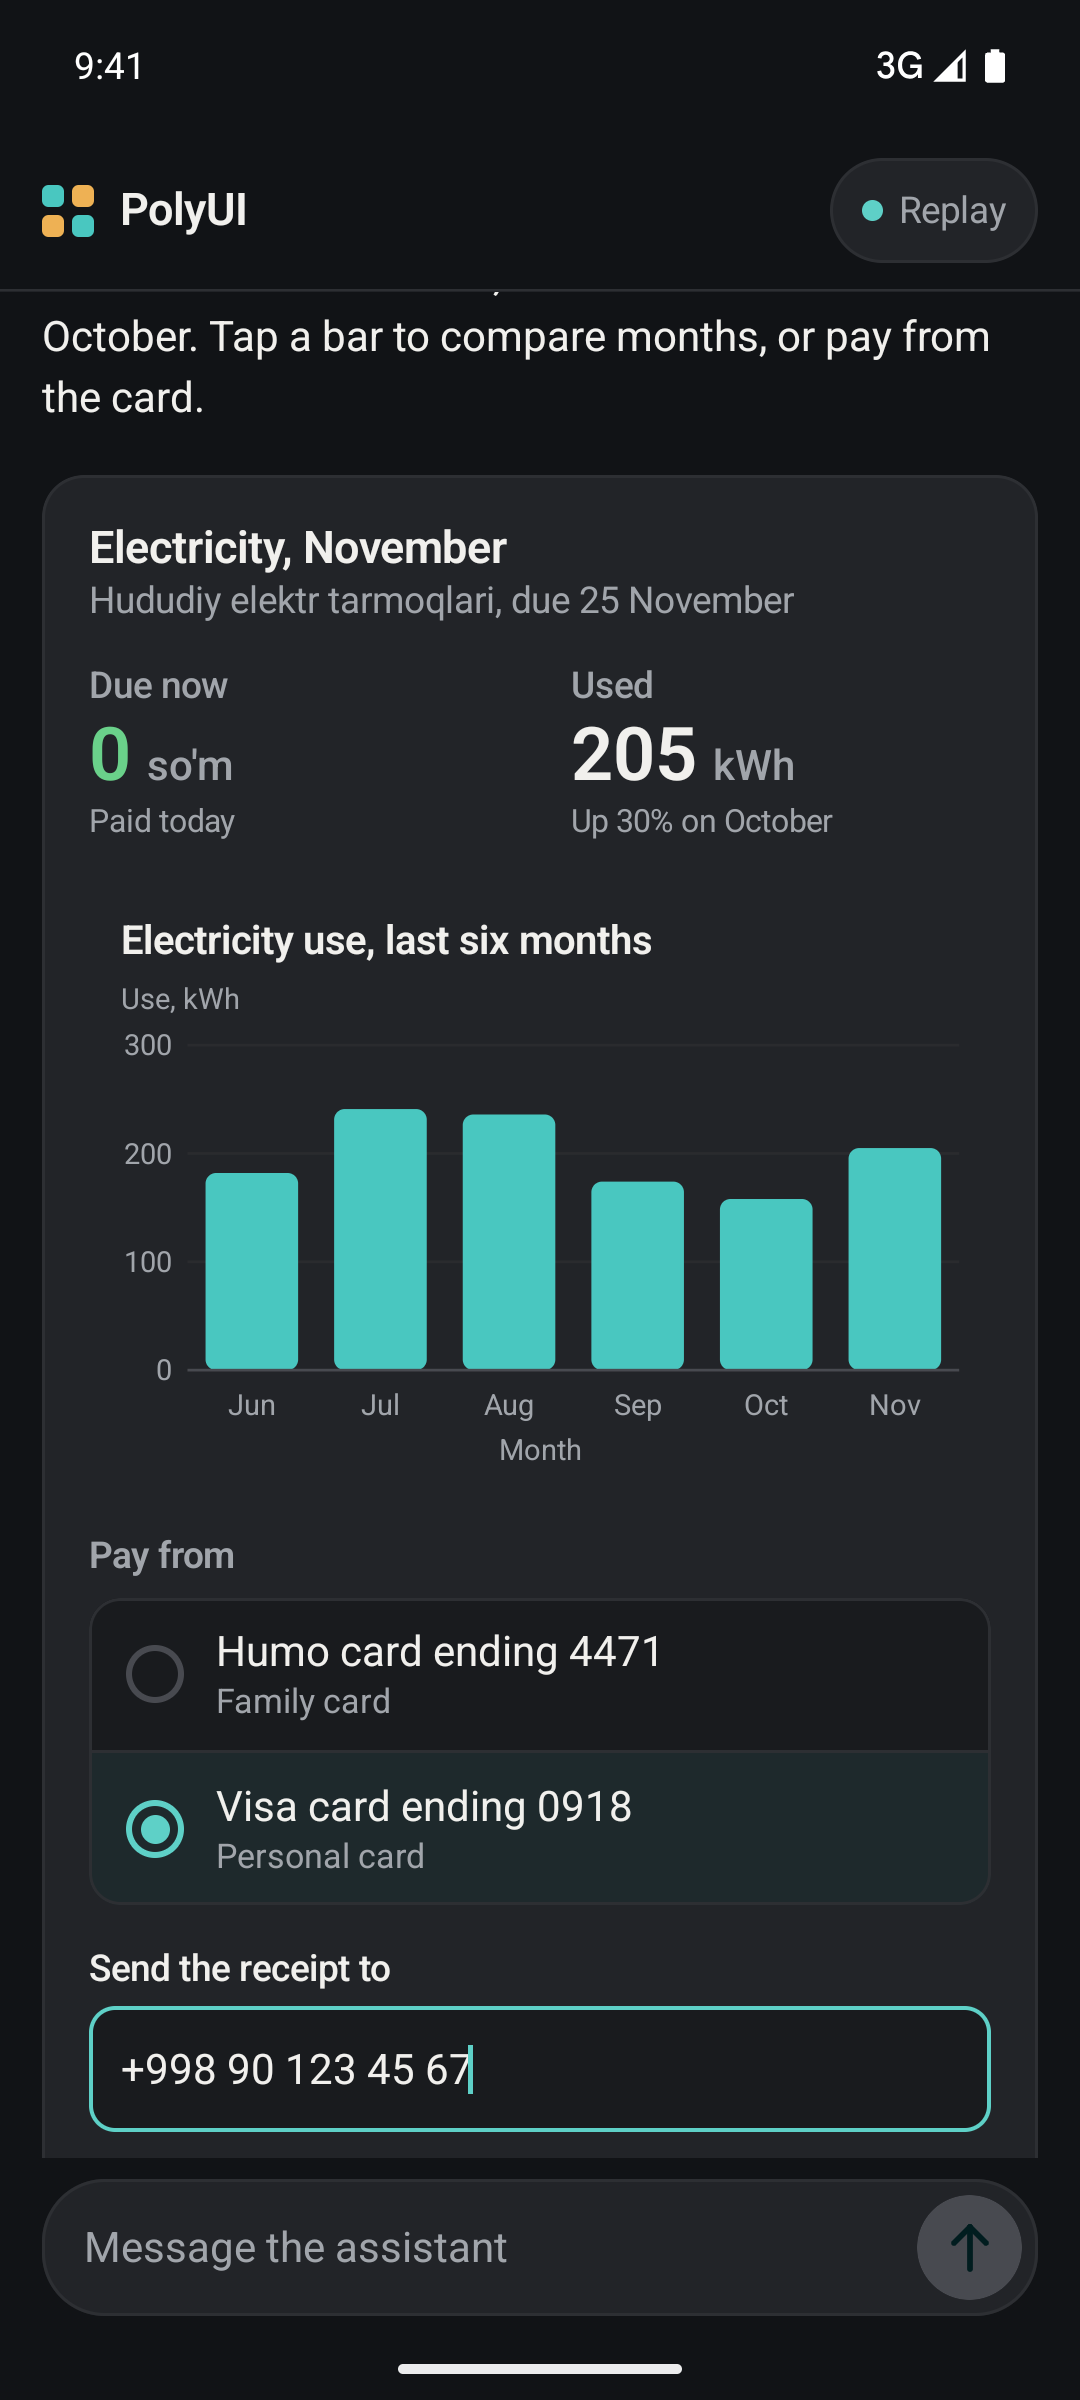 9:41
3G
PolyUI
Replay
October. Tap a bar to compare months, or pay from
the card.
Electricity, November
Hududiy elektr tarmoqlari, due 25 November
Due now
Used
0 so'm
205 kWh
Paid today
Up 30% on October
Electricity use, last six months
Use, kWh
300
200
100
0
Jun
Jul
Aug
Sep
Oct
Nov
Month
Pay from
Humo card ending 4471
Family card
Visa card ending 0918
Personal card
Send the receipt to
+998 90 123 45 67
Message the assistant